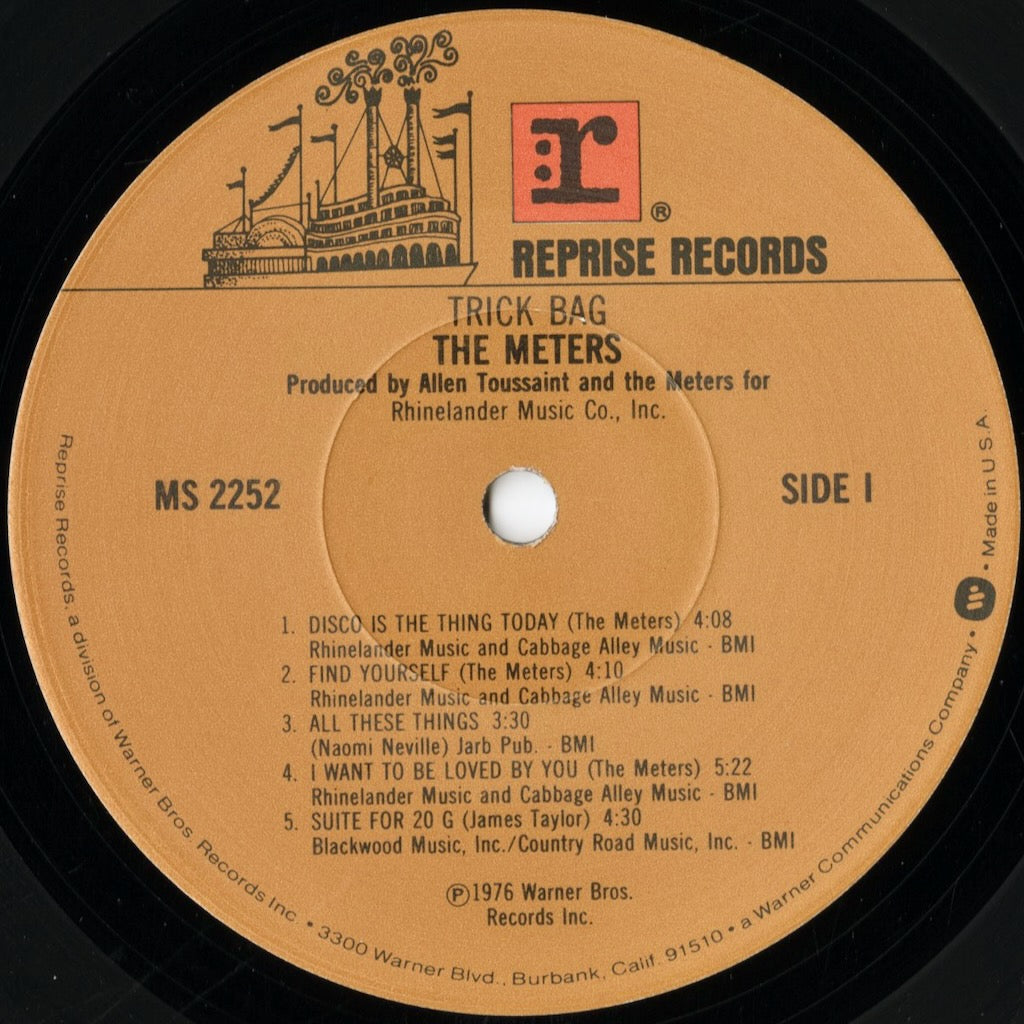 r
®
REPRISE RECORDS
TRICK BAG
THE METERS
Produced by Allen Toussaint and the Meters for
Rhinelander Music Co., Inc.
MS 2252
SIDE 1
1. DISCO IS THE THING TODAY (The Meters) 4:08
Rhinelander Music and Cabbage Alley Music - BMI
2. FIND YOURSELF (The Meters) 4:10
Rhinelander Music and Cabbage Alley Music - BMI
3. ALL THESE THINGS 3:30
(Naomi Neville) Jarb Pub. - BMI
4. I WANT TO BE LOVED BY YOU (The Meters) 5:22
Rhinelander Music and Cabbage Alley Music - BMI
5. SUITE FOR 20 G (James Taylor) 4:30
Blackwood Music, Inc./Country Road Music, Inc. - BMI
℗1976 Warner Bros.
Records Inc.
Reprise Records, a division of Warner Bros. Records Inc. • 3300 Warner Blvd., Burbank, Calif. 91510 • a Warner Communications Company • W • Made in U.S.A.